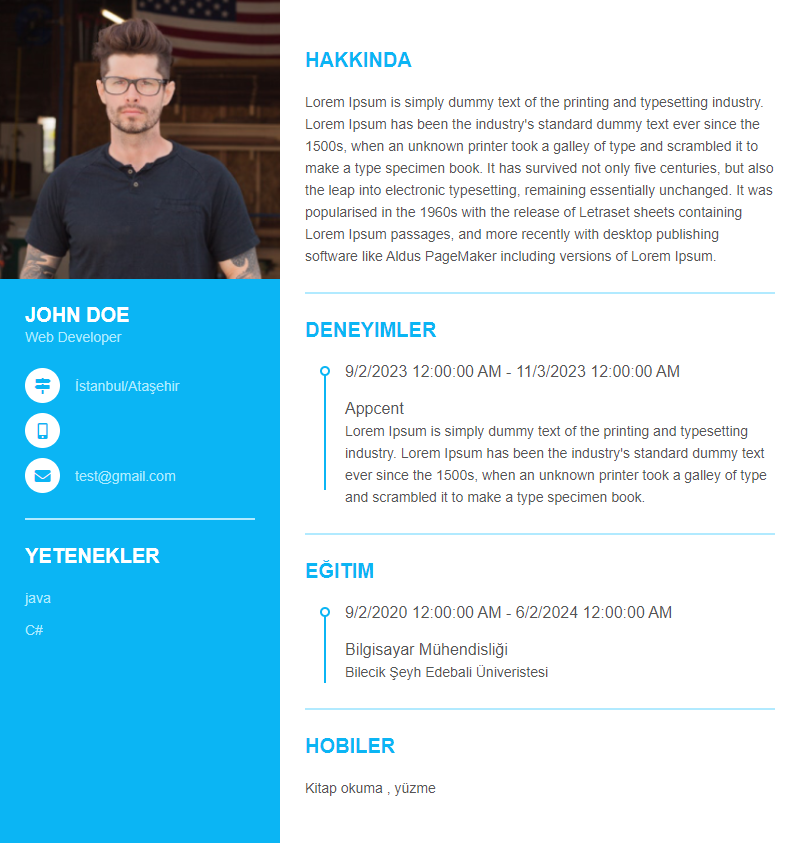 JOHN DOE
Web Developer
İstanbul/Ataşehir
test@gmail.com
YETENEKLER
java
C#
HAKKINDA
Lorem Ipsum is simply dummy text of the printing and typesetting industry.
Lorem Ipsum has been the industry's standard dummy text ever since the
1500s, when an unknown printer took a galley of type and scrambled it to
make a type specimen book. It has survived not only five centuries, but also
the leap into electronic typesetting, remaining essentially unchanged. It was
popularised in the 1960s with the release of Letraset sheets containing
Lorem Ipsum passages, and more recently with desktop publishing
software like Aldus PageMaker including versions of Lorem Ipsum.
DENEYIMLER
9/2/2023 12:00:00 AM - 11/3/2023 12:00:00 AM
Appcent
Lorem Ipsum is simply dummy text of the printing and typesetting
industry. Lorem Ipsum has been the industry's standard dummy text
ever since the 1500s, when an unknown printer took a galley of type
and scrambled it to make a type specimen book.
EĞITIM
9/2/2020 12:00:00 AM - 6/2/2024 12:00:00 AM
Bilgisayar Mühendisliği
Bilecik Şeyh Edebali Üniveristesi
HOBILER
Kitap okuma , yüzme